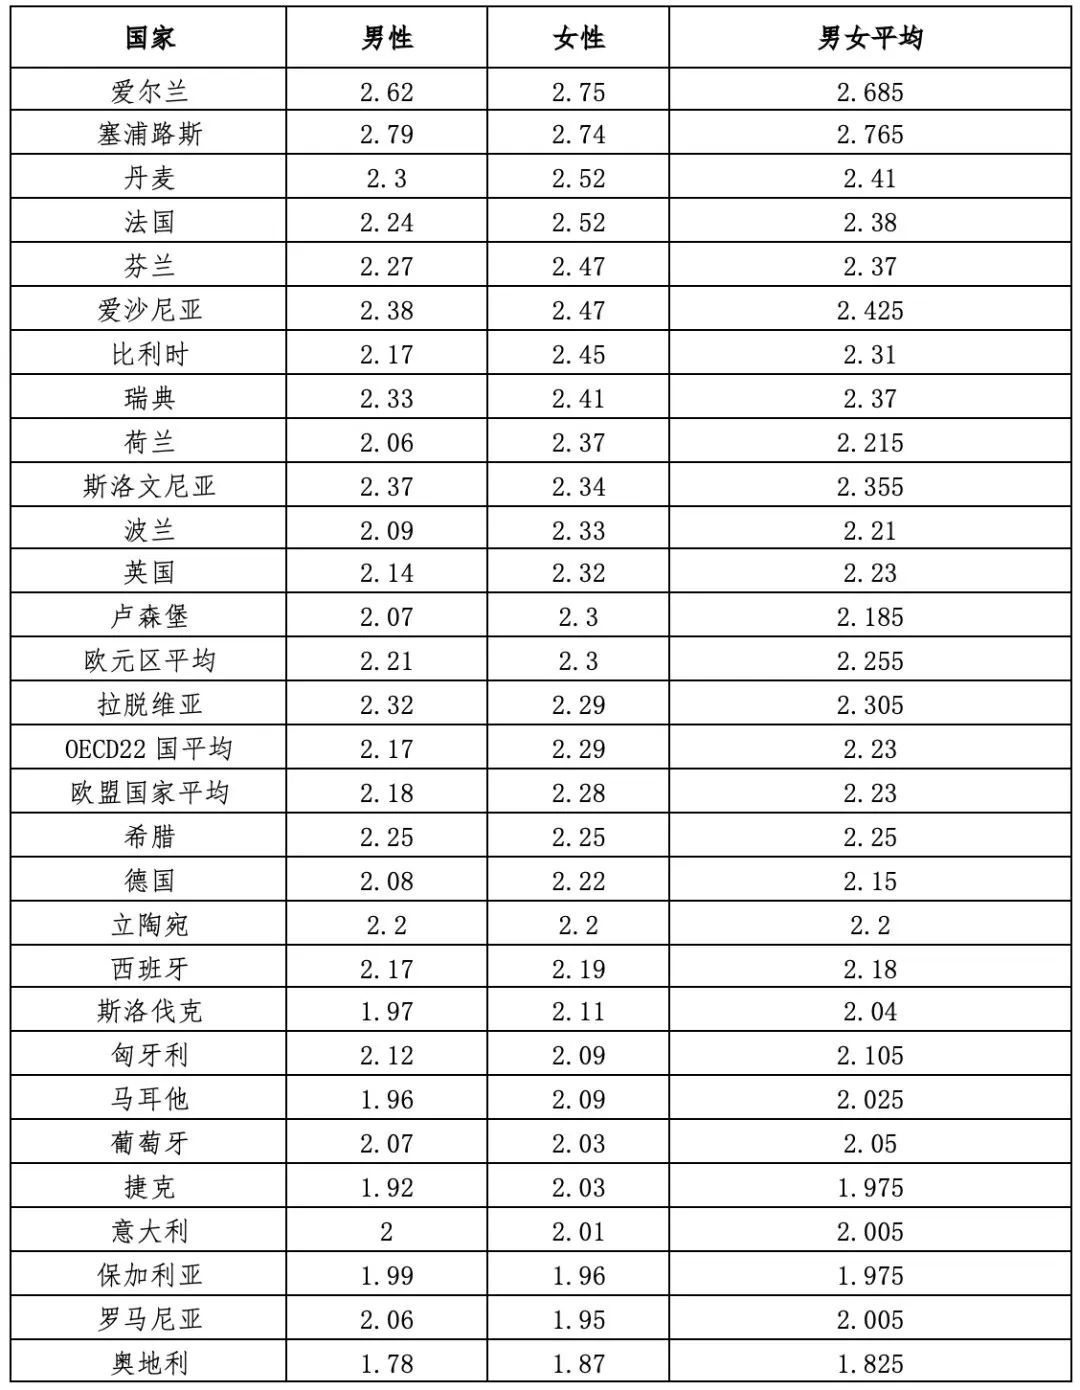 国家 男性 女性 男女平均
爱尔兰 2.62 2.75 2.685
塞浦路斯 2.79 2.74 2.765
丹麦 2.3 2.52 2.41
法国 2.24 2.52 2.38
芬兰 2.27 2.47 2.37
爱沙尼亚 2.38 2.47 2.425
比利时 2.17 2.45 2.31
瑞典 2.33 2.41 2.37
荷兰 2.06 2.37 2.215
斯洛文尼亚 2.37 2.34 2.355
波兰 2.09 2.33 2.21
英国 2.14 2.32 2.23
卢森堡 2.07 2.3 2.185
欧元区平均 2.21 2.3 2.255
拉脱维亚 2.32 2.29 2.305
OECD22国平均 2.17 2.29 2.23
欧盟国家平均 2.18 2.28 2.23
希腊 2.25 2.25 2.25
德国 2.08 2.22 2.15
立陶宛 2.2 2.2 2.2
西班牙 2.17 2.19 2.18
斯洛伐克 1.97 2.11 2.04
匈牙利 2.12 2.09 2.105
马耳他 1.96 2.09 2.025
葡萄牙 2.07 2.03 2.05
捷克 1.92 2.03 1.975
意大利 2 2.01 2.005
保加利亚 1.99 1.96 1.975
罗马尼亚 2.06 1.95 2.005
奥地利 1.78 1.87 1.825